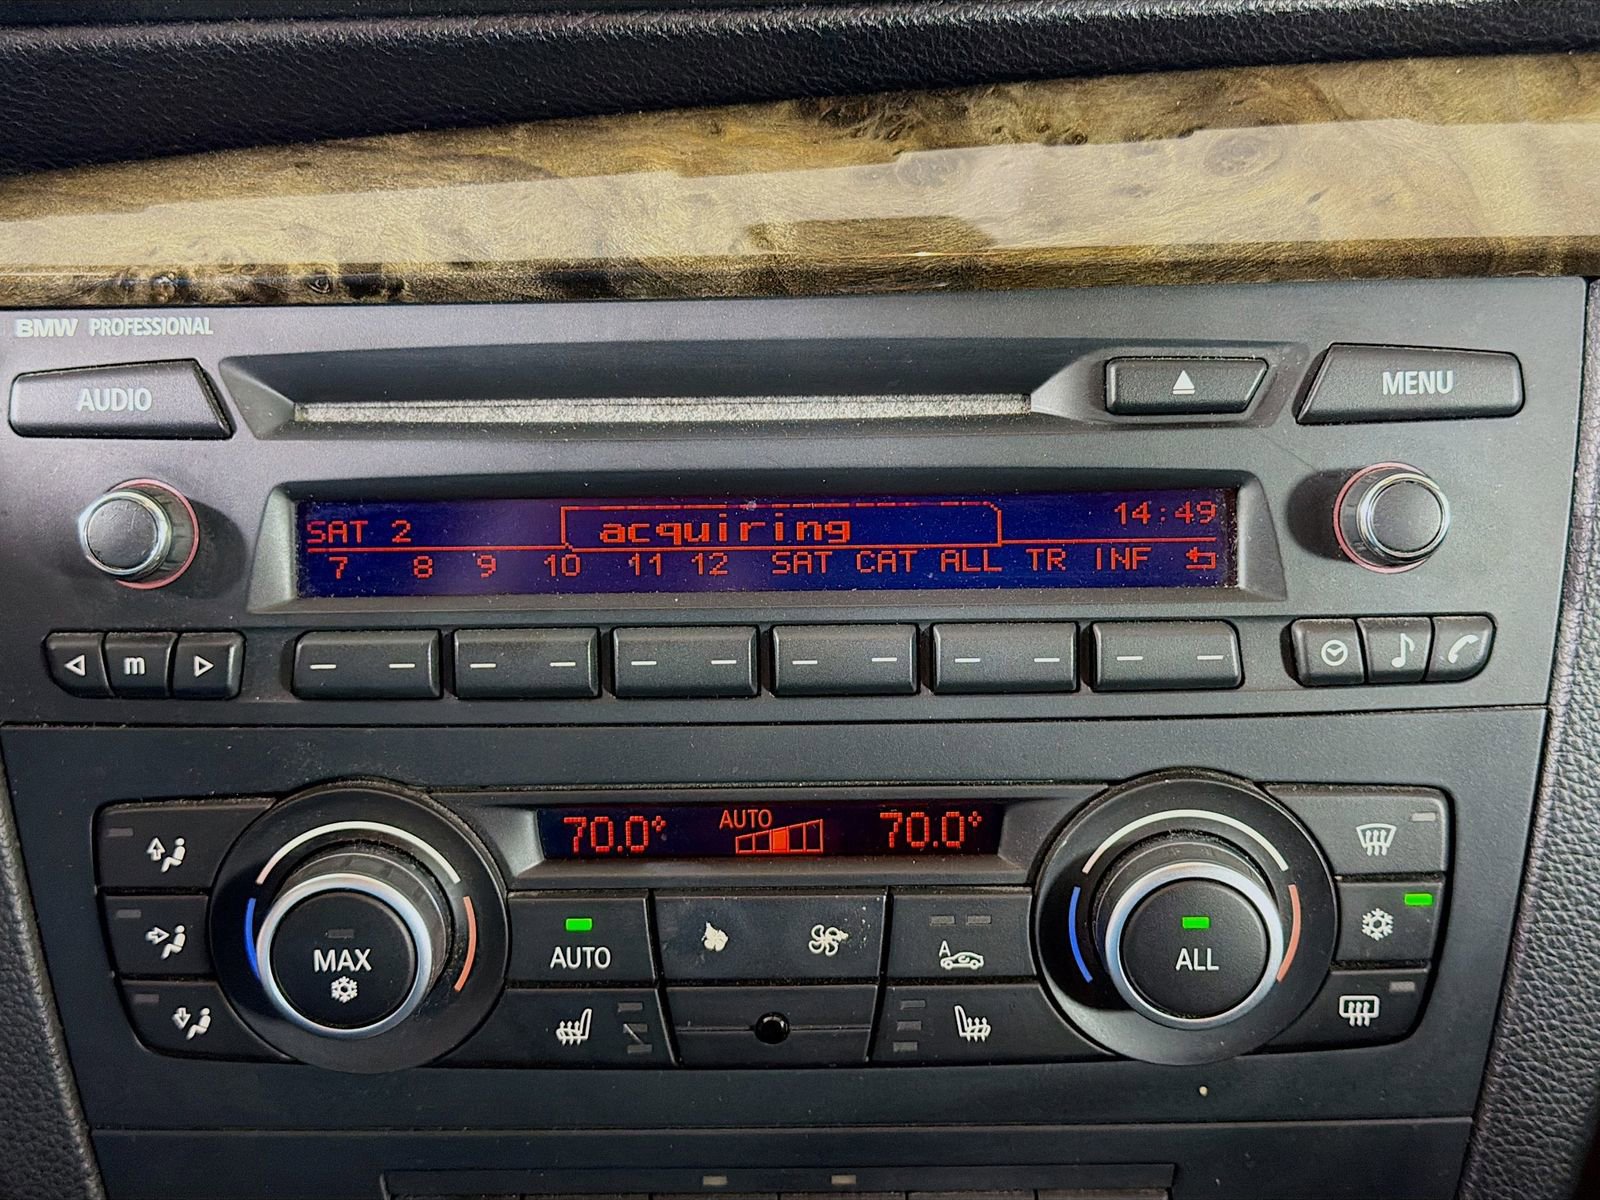 BMW PROFESSIONAL
AUDIO
MENU
SAT 2 acquiring 14:49
7 8 9 10 11 12 SAT CAT ALL TR INF
m
70.0° AUTO 70.0°
MAX
AUTO
A
ALL